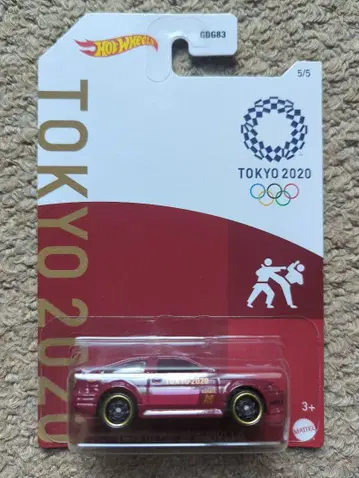 HOT WHEELS
GDG83
5/5
TOKYO 2020
TOKYO 2020
TOKYO 2020
3+
MATTEL